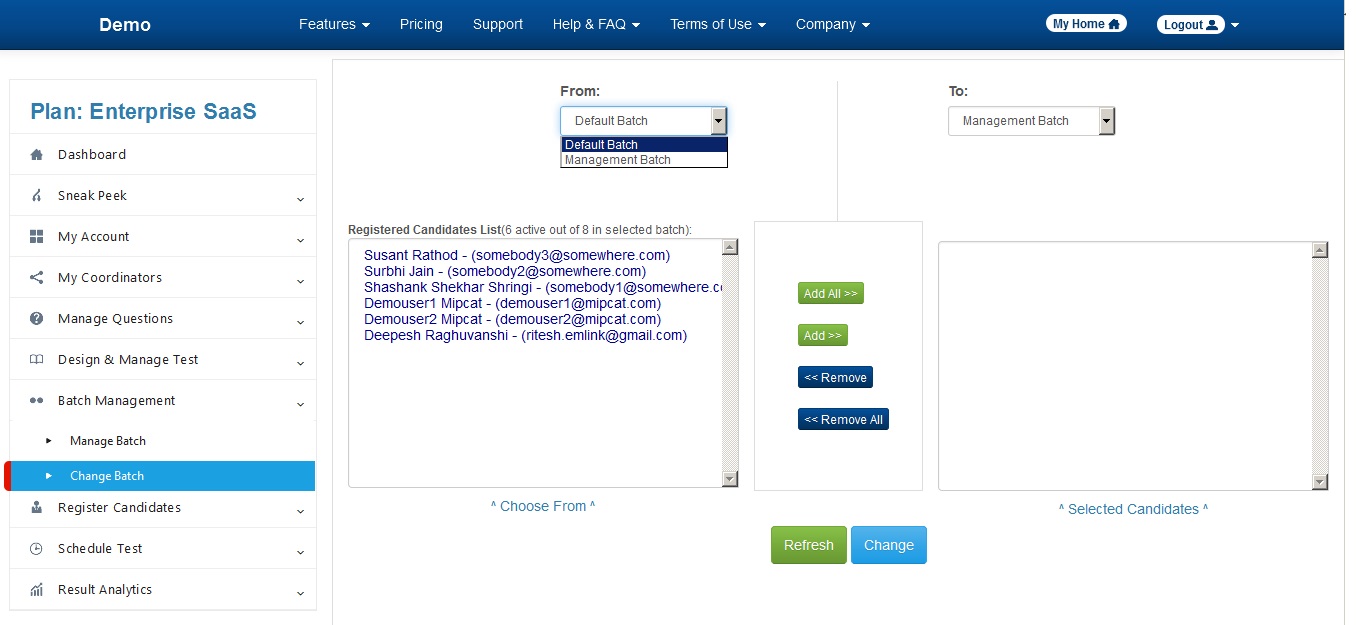 Demo
Features
Pricing
Support
Help & FAQ
Terms of Use
Company
My Home
Logout
Plan: Enterprise SaaS
Dashboard
Sneak Peek
My Account
My Coordinators
Manage Questions
Design & Manage Test
Batch Management
Manage Batch
Change Batch
Register Candidates
Schedule Test
Result Analytics
From:
Default Batch
Default Batch
Management Batch
To:
Management Batch
Registered Candidates List(6 active out of 8 in selected batch):
Susant Rathod - (somebody3@somewhere.com)
Surbhi Jain - (somebody2@somewhere.com)
Shashank Shekhar Shringi - (somebody1@somewhere.co
Demouser1 Mipcat - (demouser1@mipcat.com)
Demouser2 Mipcat - (demouser2@mipcat.com)
Deepesh Raghuvanshi - (ritesh.emlink@gmail.com)
^ Choose From ^
Add All >>
Add >>
<< Remove
<< Remove All
^ Selected Candidates ^
Refresh
Change